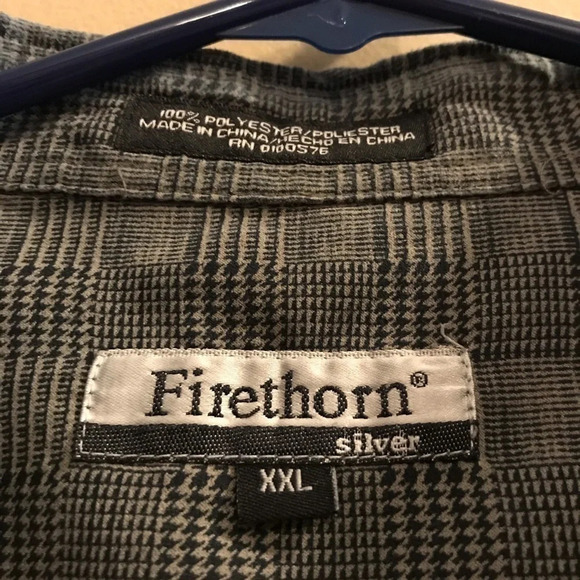 100% POLYESTER/POLIESTER
MADE IN CHINA/HECHO EN CHINA
RN 0100576
Firethorn®
silver
XXL